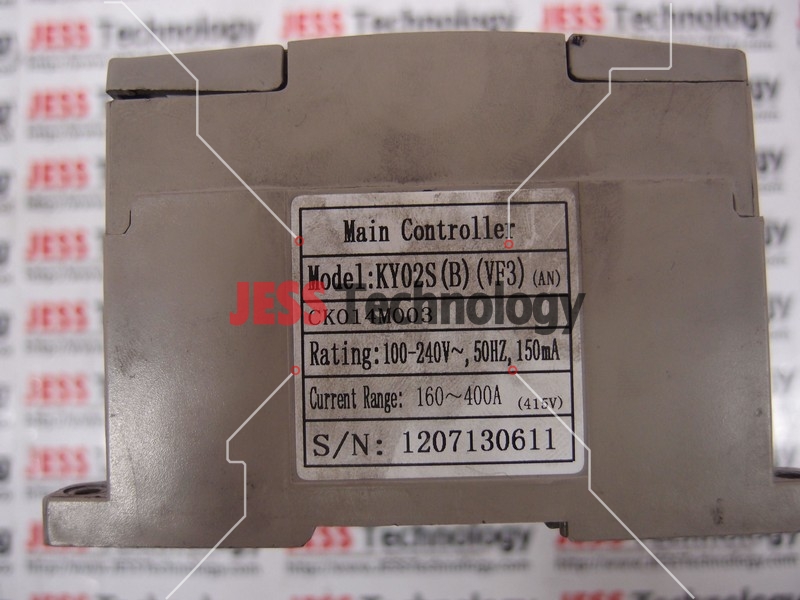 Main Controller
Model:KY02S(B)(VF3) (AN)
JESS Technology
CK014M003
Rating:100-240V~,50HZ,150mA
Current Range: 160~400A (415V)
S/N: 1207130611